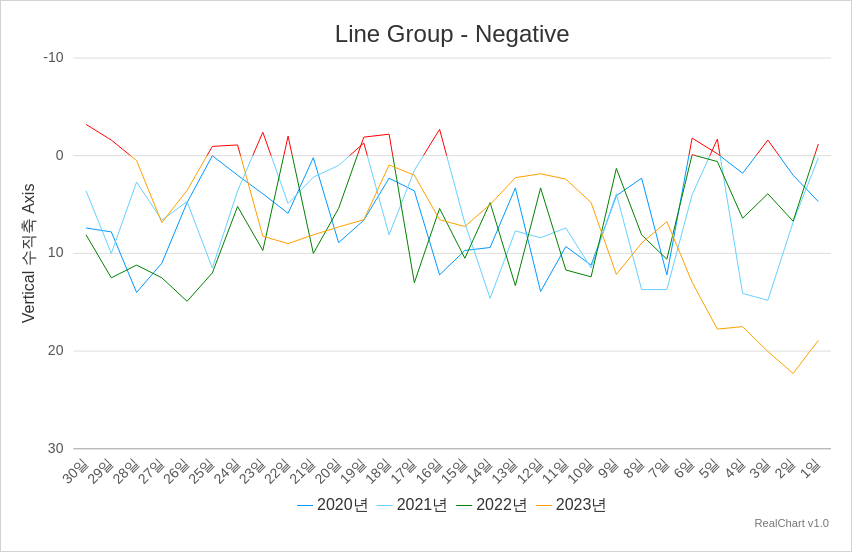 Line Group - Negative
Vertical 수직축 Axis
-10
0
10
20
30
30일 29일 28일 27일 26일 25일 24일 23일 22일 21일 20일 19일 18일 17일 16일 15일 14일 13일 12일 11일 10일 9일 8일 7일 6일 5일 4일 3일 2일 1일
2020년 2021년 2022년 2023년
RealChart v1.0